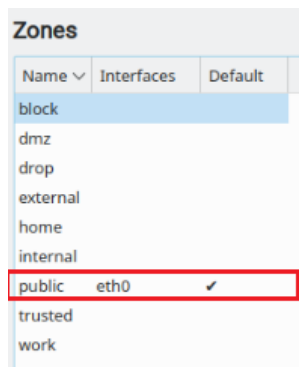 Zones
Name Interfaces Default
block
dmz
drop
external
home
internal
public eth0 ✔
trusted
work